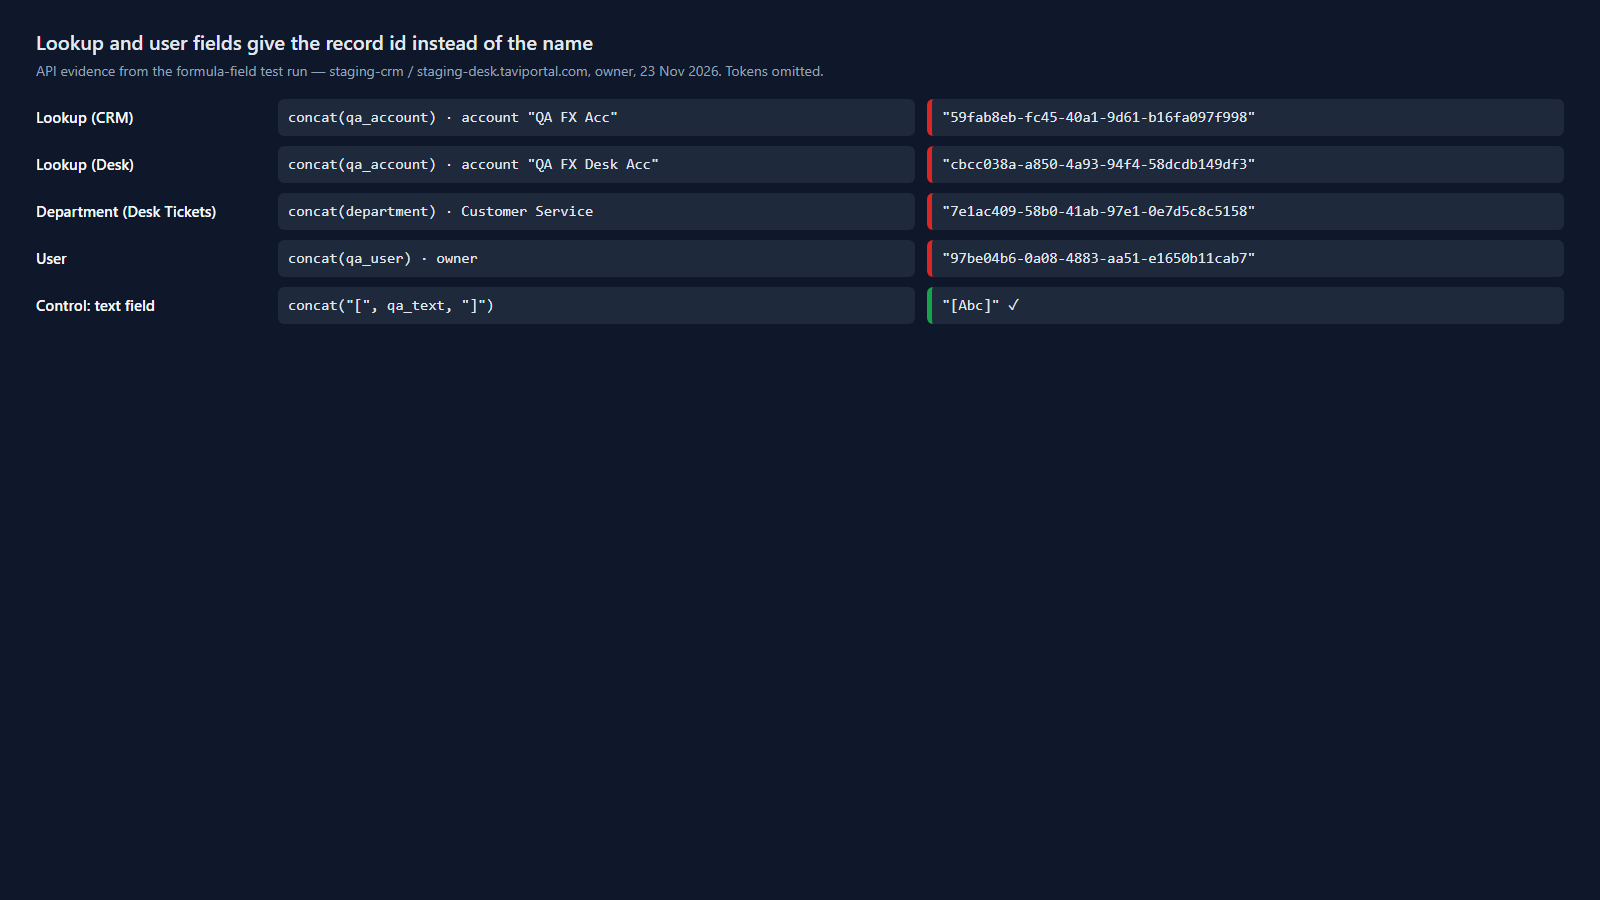 Lookup and user fields give the record id instead of the name
API evidence from the formula-field test run — staging-crm / staging-desk.taviportal.com, owner, 23 Nov 2026. Tokens omitted.
Lookup (CRM) concat(qa_account) · account "QA FX Acc" "59fab8eb-fc45-40a1-9d61-b16fa097f998"
Lookup (Desk) concat(qa_account) · account "QA FX Desk Acc" "cbcc038a-a850-4a93-94f4-58dcdb149df3"
Department (Desk Tickets) concat(department) · Customer Service "7e1ac409-58b0-41ab-97e1-0e7d5c8c5158"
User concat(qa_user) · owner "97be04b6-0a08-4883-aa51-e1650b11cab7"
Control: text field concat("[", qa_text, "]") "[Abc]" ✓